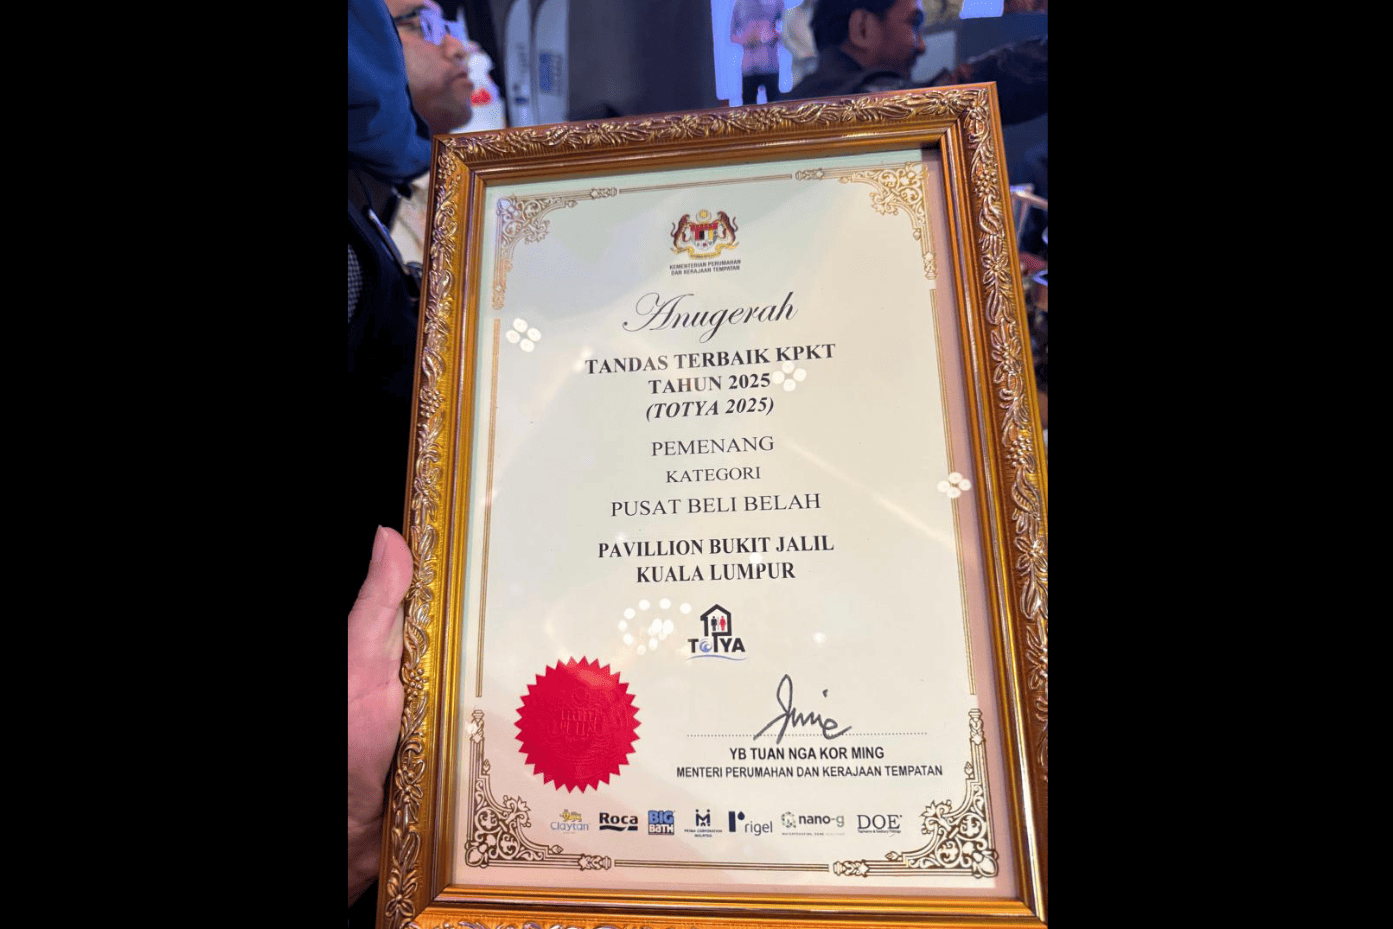 KEMENTERIAN PERUMAHAN
DAN KERAJAAN TEMPATAN
Anugerah
TANDAS TERBAIK KPKT
TAHUN 2025
(TOTYA 2025)
PEMENANG
KATEGORI
PUSAT BELI BELAH
PAVILLION BUKIT JALIL
KUALA LUMPUR
TOTYA
YB TUAN NGA KOR MING
MENTERI PERUMAHAN DAN KERAJAAN TEMPATAN
Claytan Roca BIG BATH rigel nano-g DOE